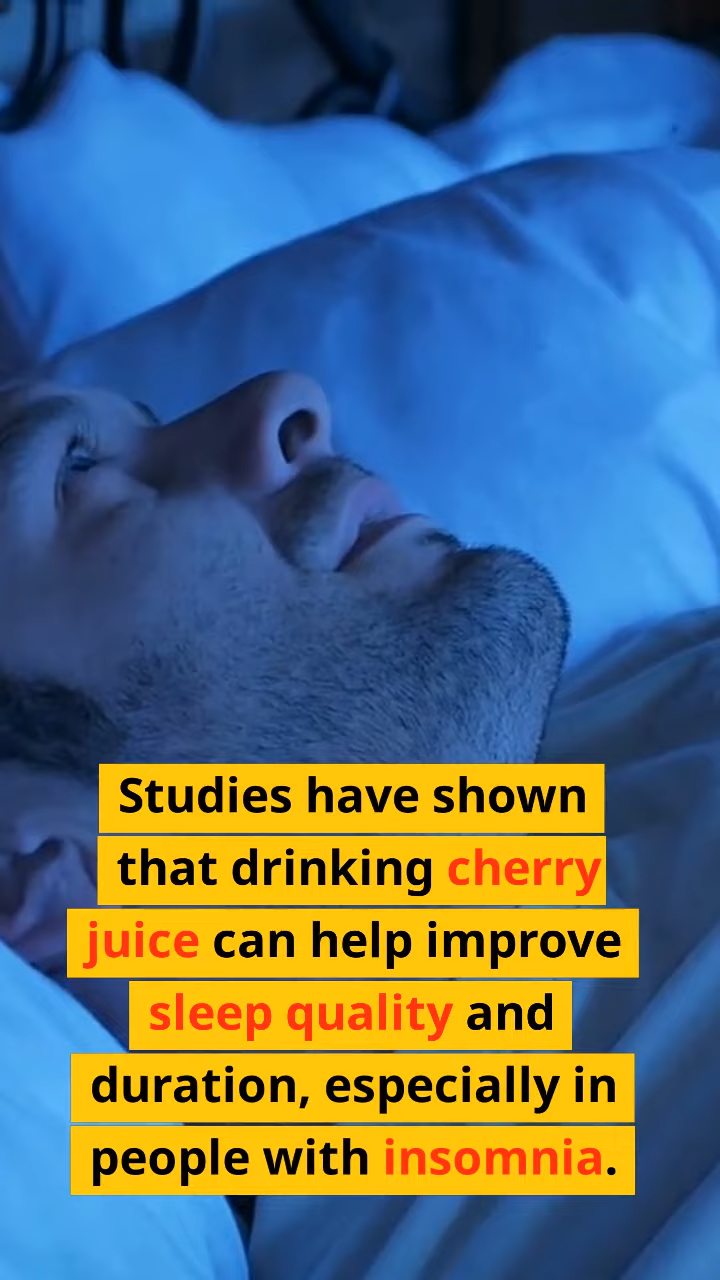 Studies have shown
that drinking cherry
juice can help improve
sleep quality and
duration, especially in
people with insomnia.